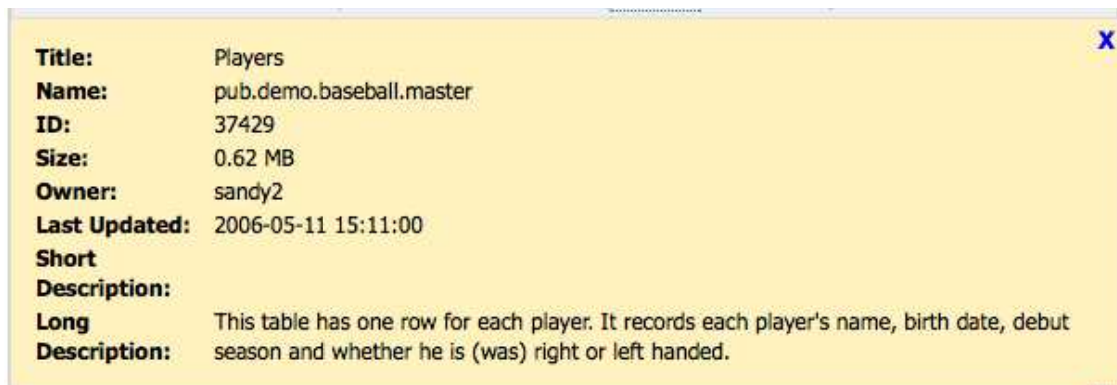 X
Title: Players
Name: pub.demo.baseball.master
ID: 37429
Size: 0.62 MB
Owner: sandy2
Last Updated: 2006-05-11 15:11:00
Short
Description:
Long This table has one row for each player. It records each player's name, birth date, debut
Description: season and whether he is (was) right or left handed.